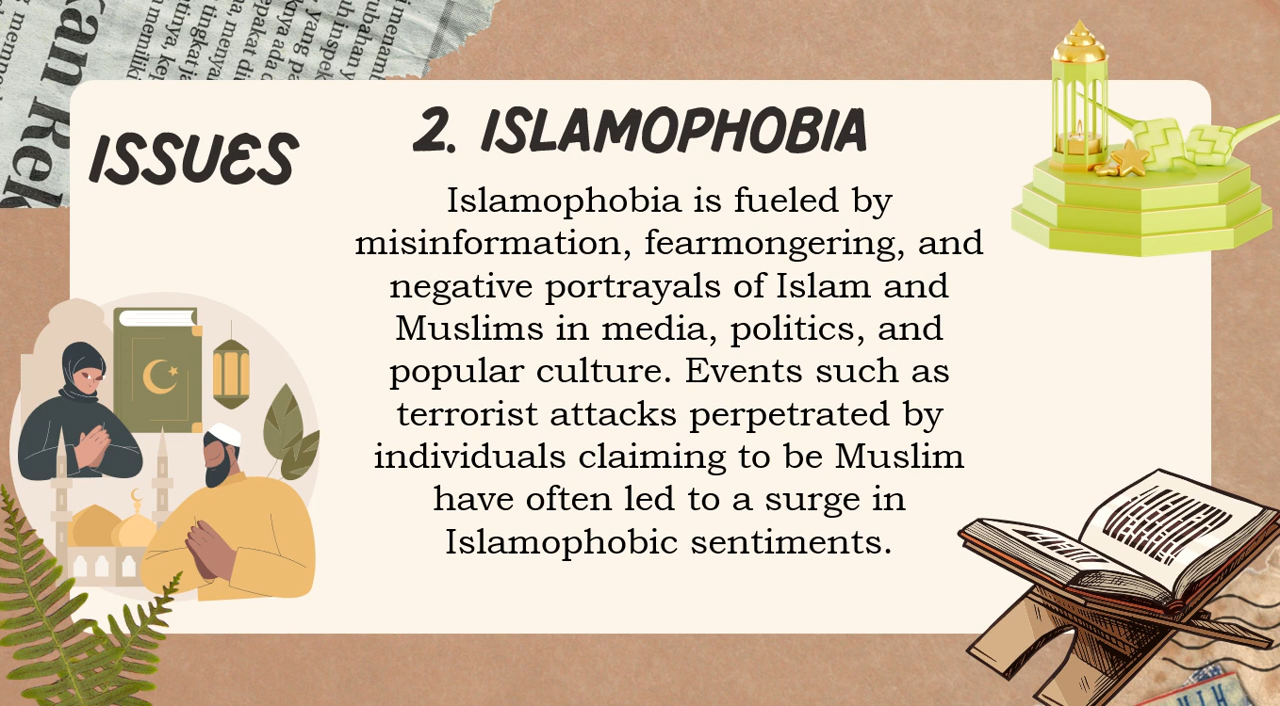 kan Rek
ISSUES
2. ISLAMOPHOBIA
Islamophobia is fueled by
misinformation, fearmongering, and
negative portrayals of Islam and
Muslims in media, politics, and
popular culture. Events such as
terrorist attacks perpetrated by
individuals claiming to be Muslim
have often led to a surge in
Islamophobic sentiments.